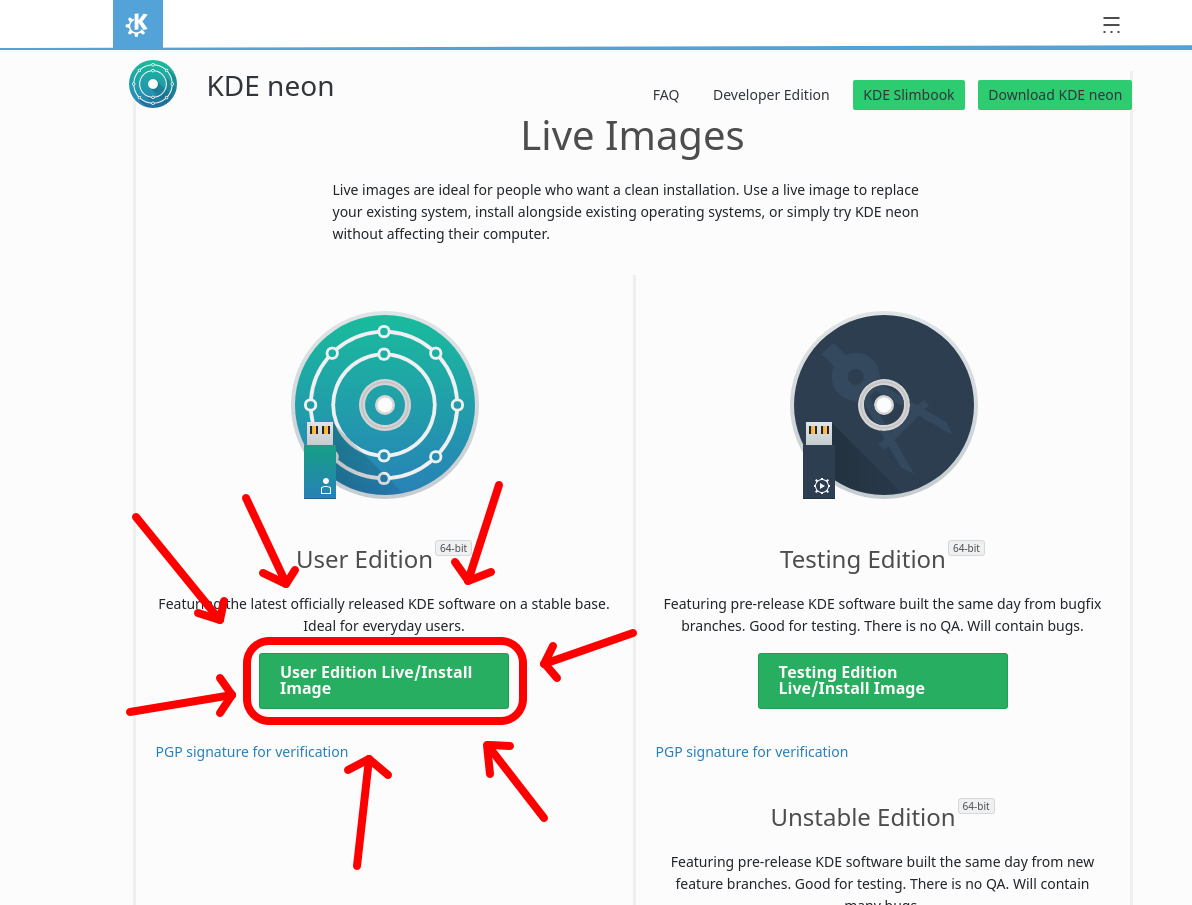 KDE neon
FAQ
Developer Edition
KDE Slimbook
Download KDE neon
Live Images
Live images are ideal for people who want a clean installation. Use a live image to replace
your existing system, install alongside existing operating systems, or simply try KDE neon
without affecting their computer.
User Edition 64-bit
Featuring the latest officially released KDE software on a stable base.
Ideal for everyday users.
User Edition Live/Install
Image
PGP signature for verification
Testing Edition 64-bit
Featuring pre-release KDE software built the same day from bugfix
branches. Good for testing. There is no QA. Will contain bugs.
Testing Edition
Live/Install Image
PGP signature for verification
Unstable Edition 64-bit
Featuring pre-release KDE software built the same day from new
feature branches. Good for testing. There is no QA. Will contain
many bugs.